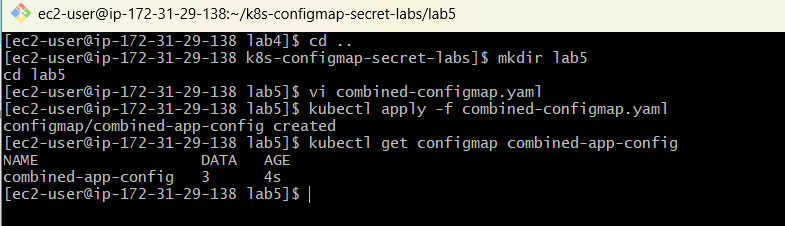 ec2-user@ip-172-31-29-138:~/k8s-configmap-secret-labs/lab5
[ec2-user@ip-172-31-29-138 lab4]$ cd ..
[ec2-user@ip-172-31-29-138 k8s-configmap-secret-labs]$ mkdir lab5
cd lab5
[ec2-user@ip-172-31-29-138 lab5]$ vi combined-configmap.yaml
[ec2-user@ip-172-31-29-138 lab5]$ kubectl apply -f combined-configmap.yaml
configmap/combined-app-config created
[ec2-user@ip-172-31-29-138 lab5]$ kubectl get configmap combined-app-config
NAME                  DATA   AGE
combined-app-config   3      4s
[ec2-user@ip-172-31-29-138 lab5]$